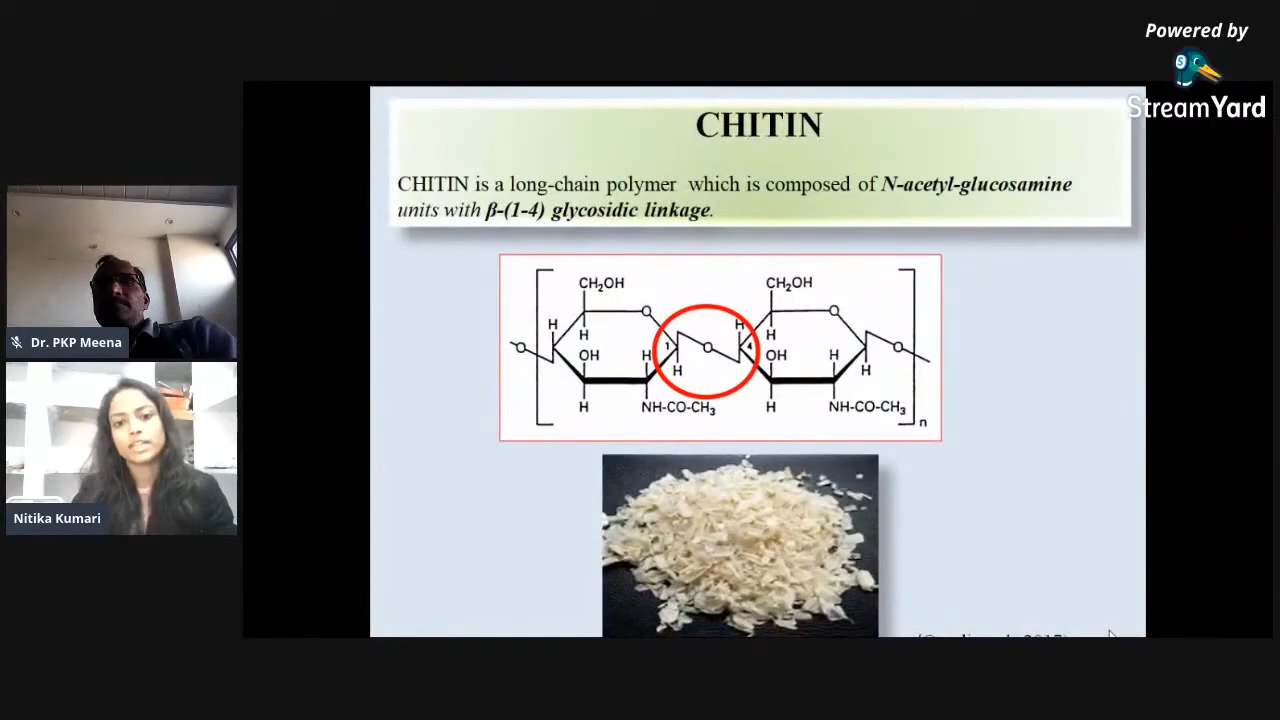 Powered by
StreamYard
CHITIN
CHITIN is a long-chain polymer which is composed of N-acetyl-glucosamine
units with β-(1-4) glycosidic linkage.
CH₂OH CH₂OH
O O
H H H H
O OH H 1 O 4 OH H O
H H
H NH-CO-CH₃ H NH-CO-CH₃
n
Dr. PKP Meena
Nitika Kumari